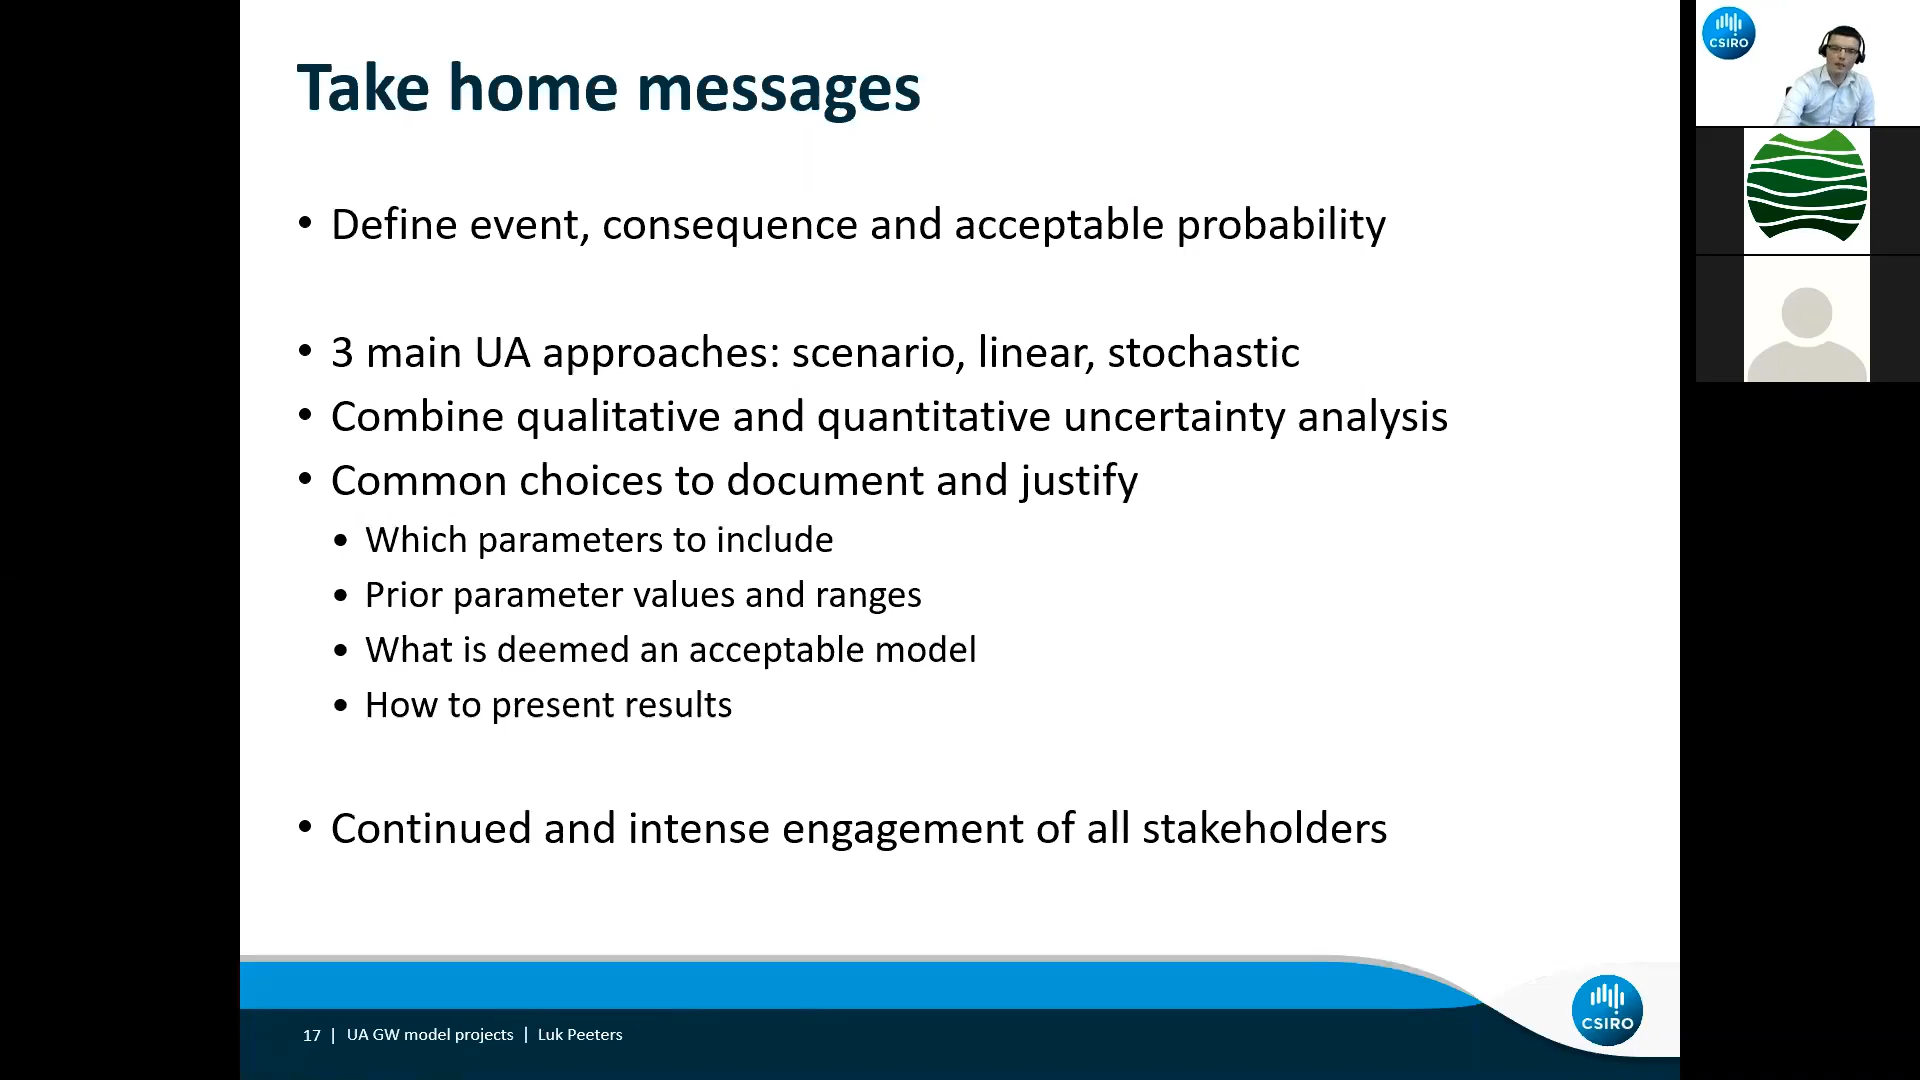 Take home messages
• Define event, consequence and acceptable probability
• 3 main UA approaches: scenario, linear, stochastic
• Combine qualitative and quantitative uncertainty analysis
• Common choices to document and justify
• Which parameters to include
• Prior parameter values and ranges
• What is deemed an acceptable model
• How to present results
• Continued and intense engagement of all stakeholders
17 | UA GW model projects | Luk Peeters
CSIRO
CSIRO